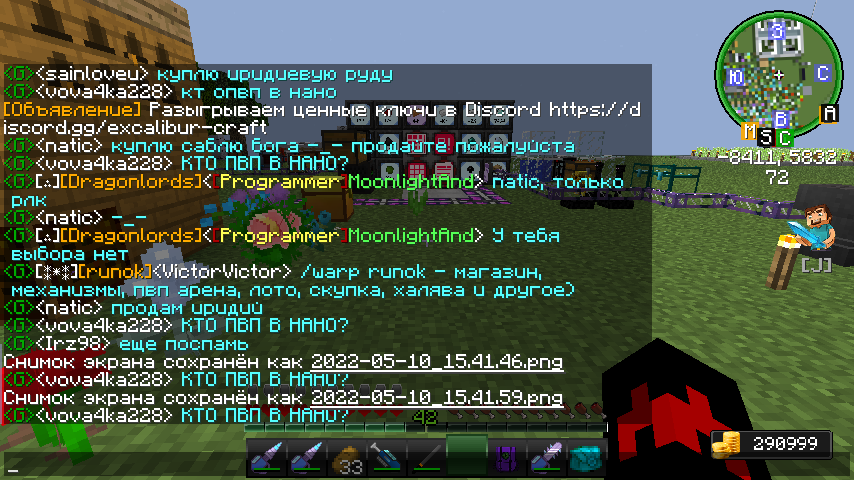 <G><sainloveu> куплю иридиевую руду
<G><vova4ka228> кт опвп в нано
[Объявление] Разыгрываем ценные ключи в Discord https://d
iscord.gg/excalibur-craft
<G><natic> куплю саблю бога -_- продайте пожалуйста
<G><vova4ka228> КТО ПВП В НАНО?
<G>[∴][Dragonlords]<[Programmer]MoonlightAnd> natic, только
рлк
<G><natic> -_-
<G>[∴][Dragonlords]<[Programmer]MoonlightAnd> У тебя
выбора нет
<G>[⁑*⁑][runok]<VictorVictor> /warp runok - магазин,
механизмы, пвп арена, лото, скупка, халява и другое)
<G><natic> продам иридий
<G><vova4ka228> КТО ПВП В НАНО?
<G><Irz98> еще поспамь
Снимок экрана сохранён как 2022-05-10_15.41.46.png
<G><vova4ka228> КТО ПВП В НАНО?
Снимок экрана сохранён как 2022-05-10_15.41.59.png
<G><vova4ka228> КТО ПВП В НАНО?
_
3
Ю
С
В
А
М
S
C
-8411, 5832
72
[J]
42
33
290999